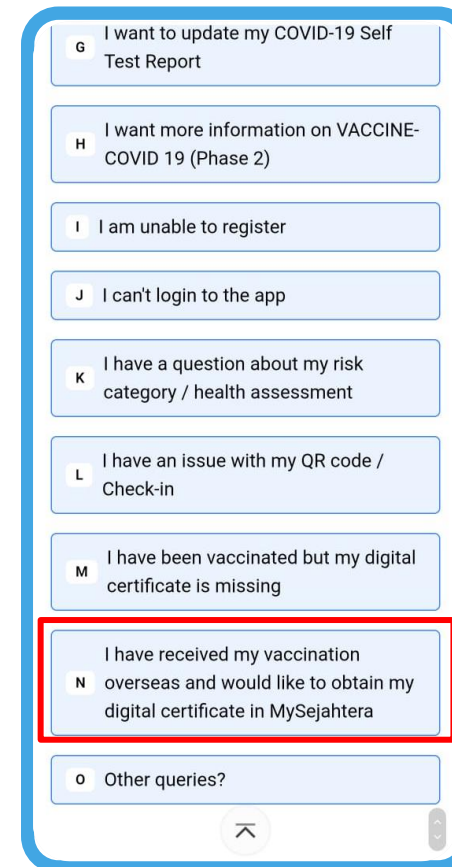 G
I want to update my COVID-19 Self
Test Report
H
I want more information on VACCINE-
COVID 19 (Phase 2)
I
I am unable to register
J
I can't login to the app
K
I have a question about my risk
category / health assessment
L
I have an issue with my QR code /
Check-in
M
I have been vaccinated but my digital
certificate is missing
N
I have received my vaccination
overseas and would like to obtain my
digital certificate in MySejahtera
O
Other queries?